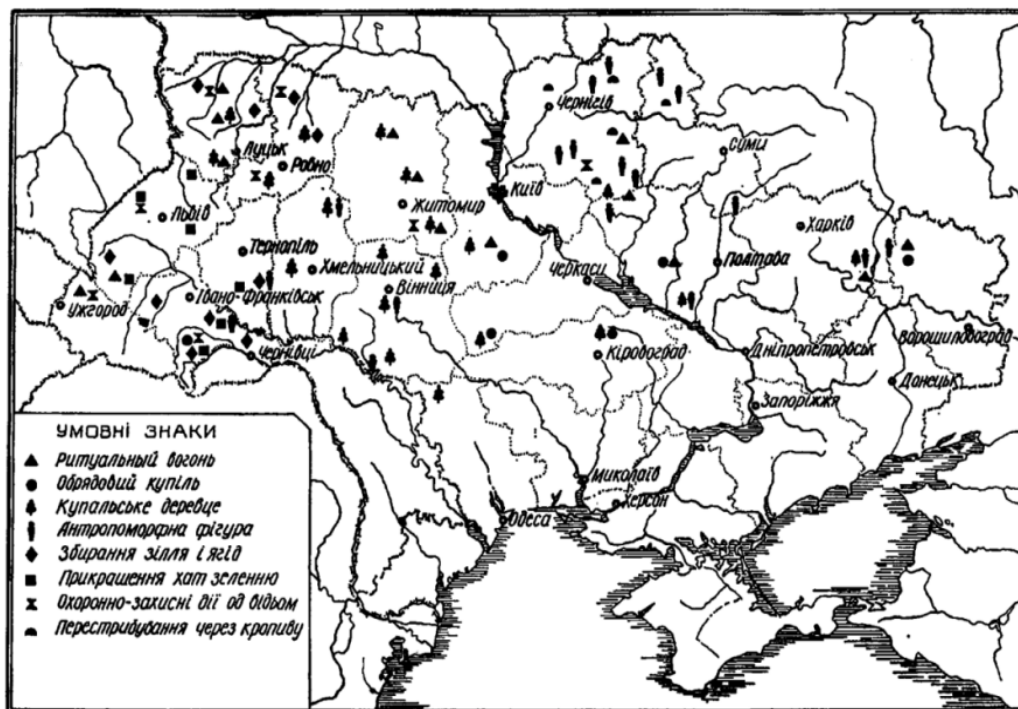 Чернігів
Суми
Луцьк
Ровно
Київ
Житомир
Львів
Харків
Тернопіль
Хмельницький
Полтава
Вінниця
Черкаси
Івано-Франківськ
Ужгород
Чернівці
Кіровоград
Дніпропетровськ
Ворошиловоград
Донецьк
Запоріжжя
Миколаїв
Херсон
Одеса
УМОВНІ ЗНАКИ
Ритуальный вогонь
Обрядовий купіль
Купальське деревце
Антропоморфна фігура
Збирання зілля і ягід
Прикрашення хат зеленню
Охоронно-захисні дії од відьом
Перестрибування через кропиву